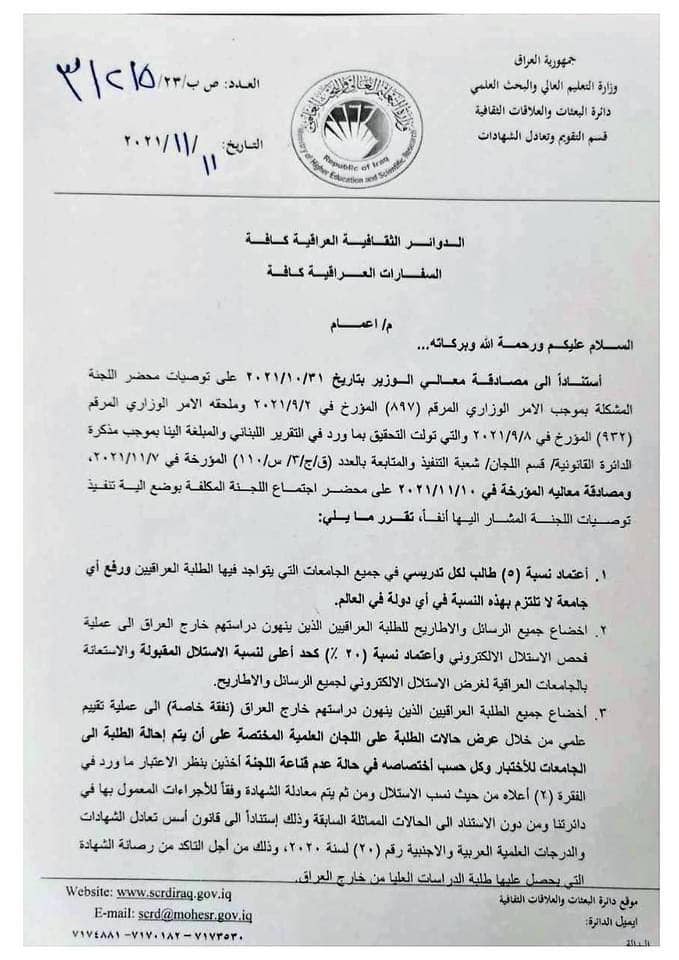 جمهورية العراق
وزارة التعليم العالي والبحث العلمي
دائرة البعثات والعلاقات الثقافية
قسم التقويم وتعادل الشهادات
وزارة التعليم العالي والبحث العلمي
Republic of Iraq
Ministry of Higher Education and Scientific Research
العدد: ص ب/٢٣/
التاريخ: ١١/١١/٢٠٢١
الدوائر الثقافية العراقية كافة
السفارات العراقية كافة
م/ اعمام
السلام عليكم ورحمة الله وبركاته...
أستناداً الى مصادقة معالي الوزير بتاريخ ٢٠٢١/١٠/٣١ على توصيات محضر اللجنة
المشكلة بموجب الامر الوزاري المرقم (٨٩٧) المؤرخ في ٢٠٢١/٩/٢ وملحقه الامر الوزاري المرقم
(٩٣٢) المؤرخ في ٢٠٢١/٩/٨ والتي تولت التحقيق بما ورد في التقرير اللبناني والمبلغة الينا بموجب مذكرة
الدائرة القانونية/ قسم اللجان/ شعبة التنفيذ والمتابعة بالعدد (ق/ج/٣/ س/١١٠) المؤرخة في ٢٠٢١/١١/٧،
ومصادقة معاليه المؤرخة في ٢٠٢١/١١/١٠ على محضر اجتماع اللجنة المكلفة بوضع الية تنفيذ
توصيات اللجنة المشار اليها أنفاً، تقرر ما يلي:
١. أعتماد نسبة (٥) طالب لكل تدريسي في جميع الجامعات التي يتواجد فيها الطلبة العراقيين ورفع أي
جامعة لا تلتزم بهذه النسبة في أي دولة في العالم.
٢. اخضاع جميع الرسائل والاطاريح للطلبة العراقيين الذين ينهون دراستهم خارج العراق الى عملية
فحص الاستلال الالكتروني وأعتماد نسبة (٢٠ ٪) كحد أعلى لنسبة الاستلال المقبولة والاستعانة
بالجامعات العراقية لغرض الاستلال الالكتروني لجميع الرسائل والاطاريح.
٣. أخضاع جميع الطلبة العراقيين الذين ينهون دراستهم خارج العراق (نفقة خاصة) الى عملية تقييم
علمي من خلال عرض حالات الطلبة على اللجان العلمية المختصة على أن يتم إحالة الطلبة الى
الجامعات للأختبار وكل حسب أختصاصه في حالة عدم قناعة اللجنة أخذين بنظر الاعتبار ما ورد في
الفقرة (٢) أعلاه من حيث نسب الاستلال ومن ثم يتم معادلة الشهادة وفقاً للأجراءات المعمول بها في
دائرتنا ومن دون الاستناد الى الحالات المماثلة السابقة وذلك إستناداً الى قانون أسس تعادل الشهادات
والدرجات العلمية العربية والاجنبية رقم (٢٠) لسنة ٢٠٢٠، وذلك من أجل التاكد من رصانة الشهادة
التي يحصل عليها طلبة الدراسات العليا من خارج العراق.
موقع دائرة البعثات والعلاقات الثقافية
Website: www.scrdiraq.gov.iq
ايميل الدائرة:
E-mail: scrd@mohesr.gov.iq
٧١٧٤٨٨١ -٧١٧٠١٨٢ -٧١٧٣٥٣٠